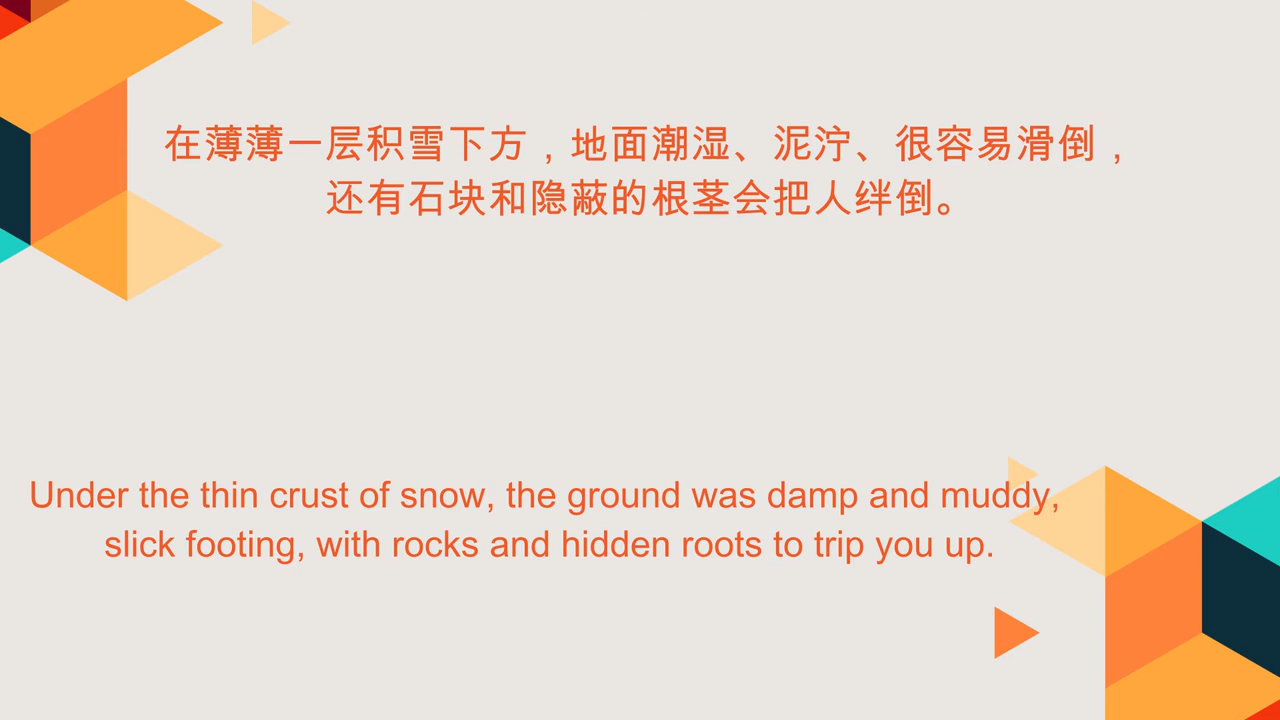 在薄薄一层积雪下方，地面潮湿、泥泞、很容易滑倒，
还有石块和隐蔽的根茎会把人绊倒。
Under the thin crust of snow, the ground was damp and muddy,
slick footing, with rocks and hidden roots to trip you up.